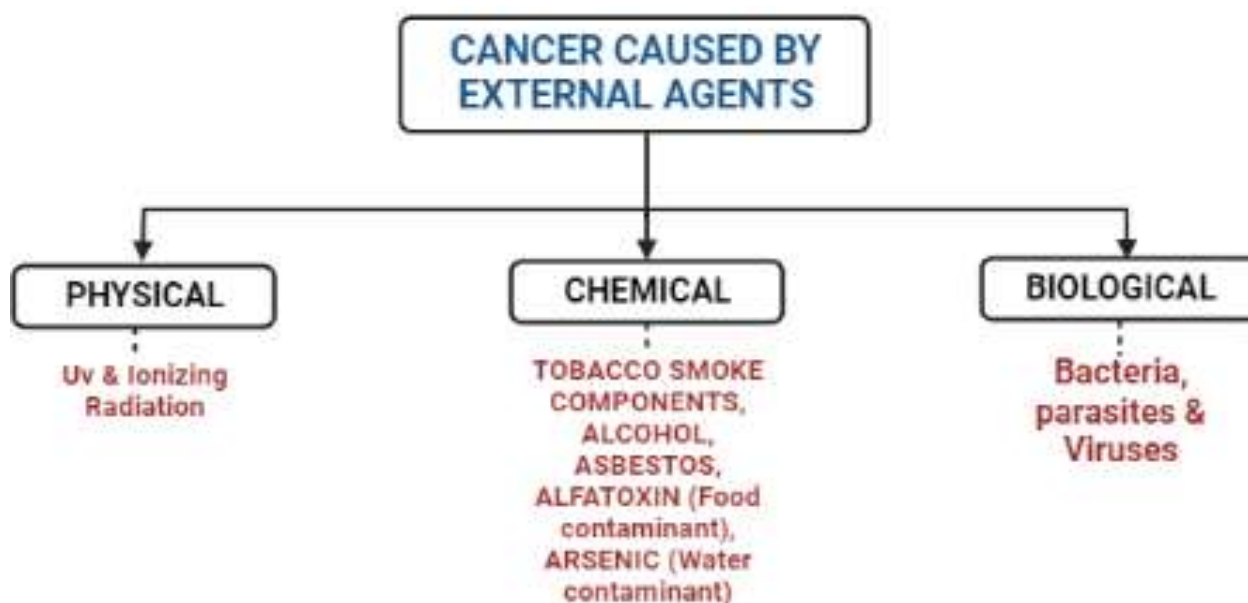 CANCER CAUSED BY
EXTERNAL AGENTS
PHYSICAL
CHEMICAL
BIOLOGICAL
Uv & Ionizing
Radiation
TOBACCO SMOKE
COMPONENTS,
ALCOHOL,
ASBESTOS,
ALFATOXIN (Food
contaminant),
ARSENIC (Water
contaminant)
Bacteria,
parasites &
Viruses